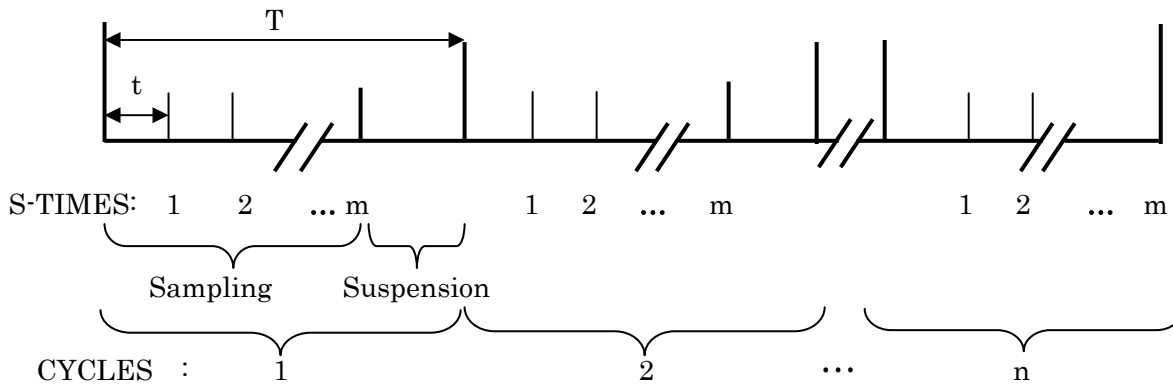 T
t
S-TIMES: 1 2 ... m 1 2 ... m 1 2 ... m
Sampling Suspension
CYCLES : 1 2 ... n